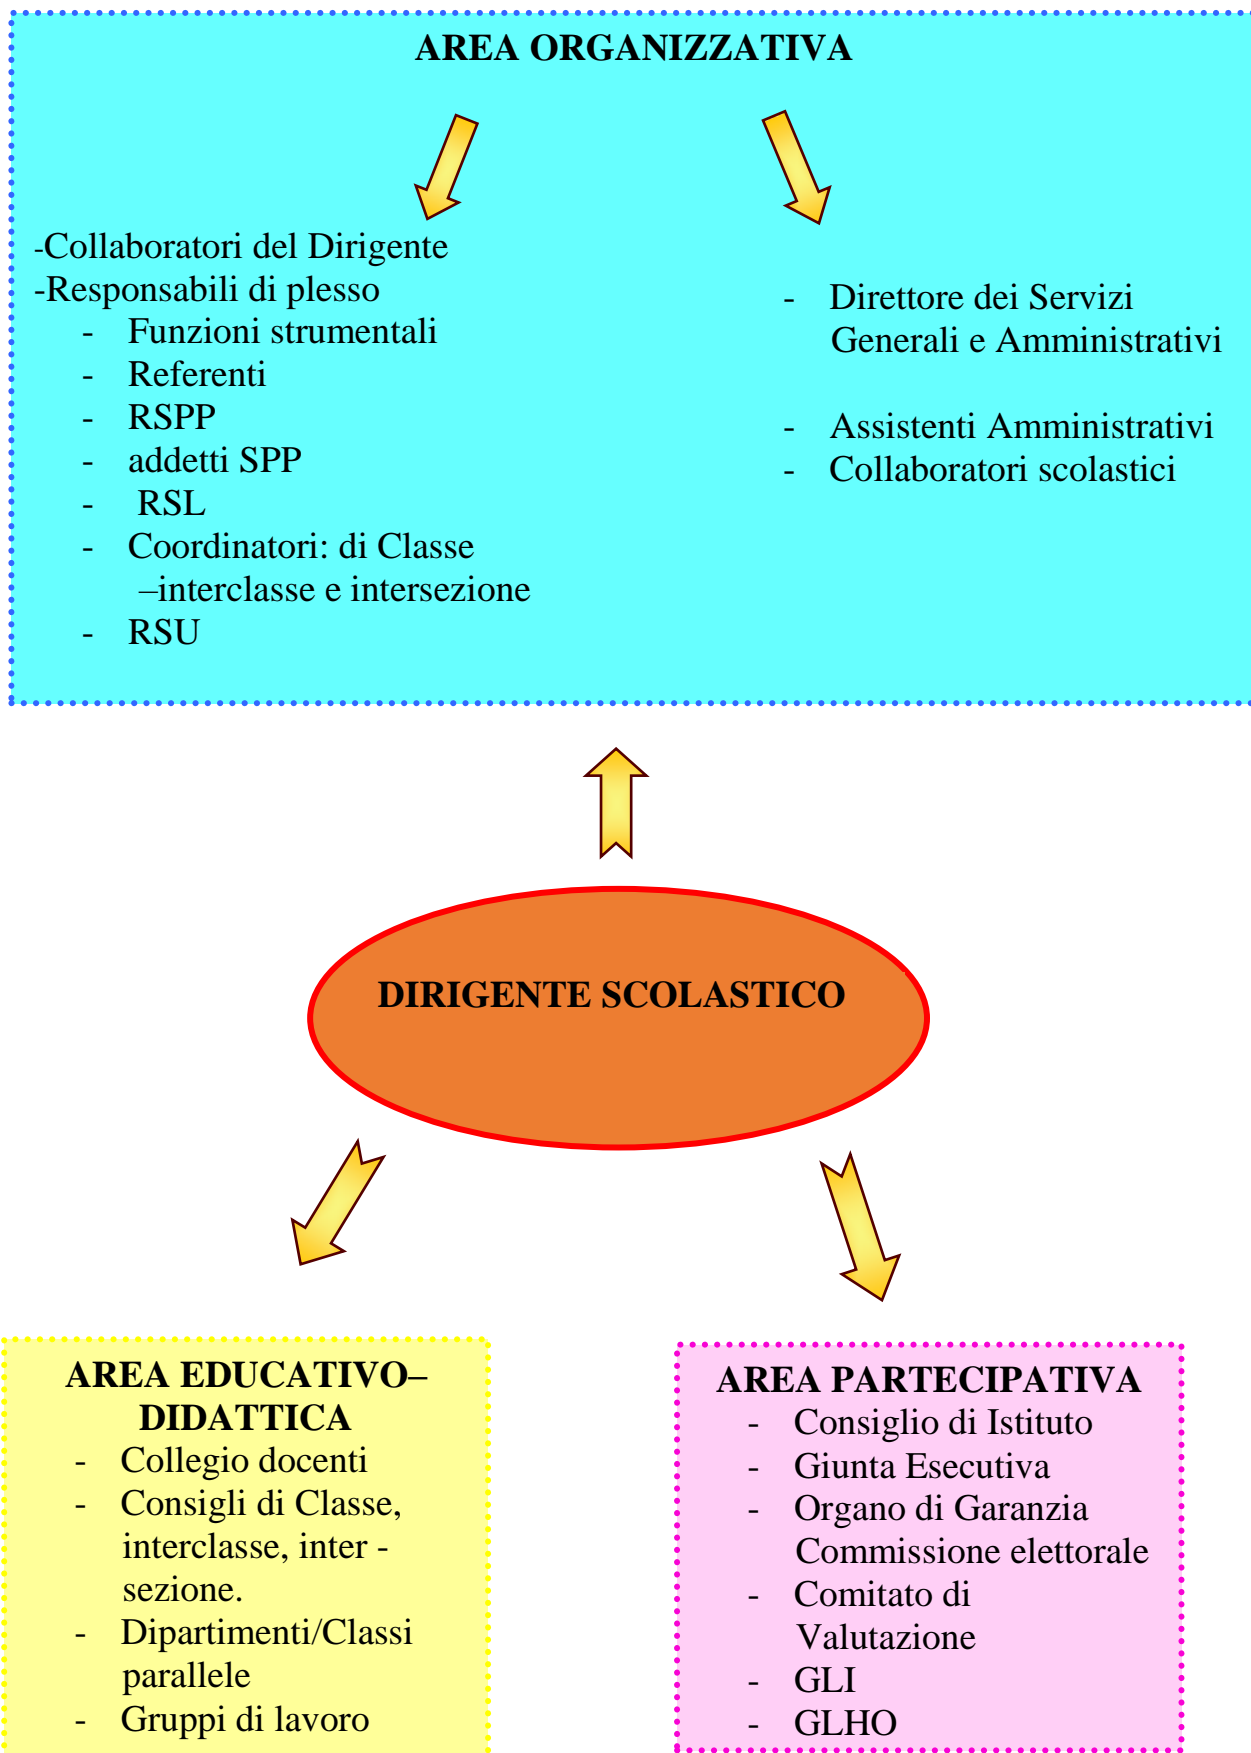 AREA ORGANIZZATIVA
-Collaboratori del Dirigente
-Responsabili di plesso
- Funzioni strumentali
- Referenti
- RSPP
- addetti SPP
- RSL
- Coordinatori: di Classe
–interclasse e intersezione
- RSU
- Direttore dei Servizi
Generali e Amministrativi
- Assistenti Amministrativi
- Collaboratori scolastici
DIRIGENTE SCOLASTICO
AREA EDUCATIVO–
DIDATTICA
- Collegio docenti
- Consigli di Classe,
interclasse, inter -
sezione.
- Dipartimenti/Classi
parallele
- Gruppi di lavoro
AREA PARTECIPATIVA
- Consiglio di Istituto
- Giunta Esecutiva
- Organo di Garanzia
Commissione elettorale
- Comitato di
Valutazione
- GLI
- GLHO